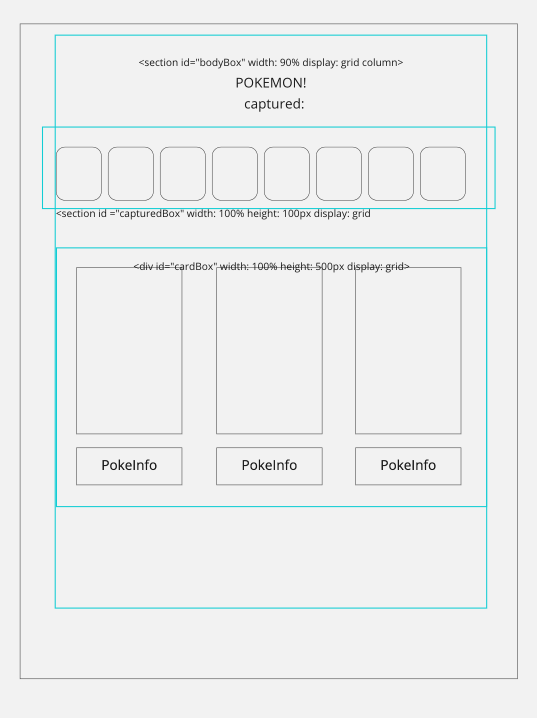 <section id="bodyBox" width: 90% display: grid column>
POKEMON!
captured:
<section id ="capturedBox" width: 100% height: 100px display: grid
<div id="cardBox" width: 100% height: 500px display: grid>
PokeInfo PokeInfo PokeInfo